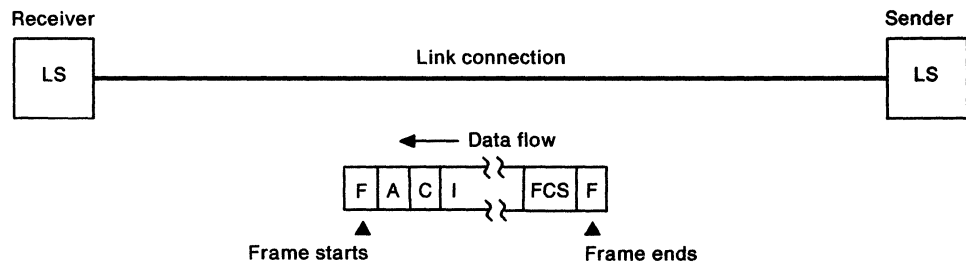 Receiver
Sender
LS
Link connection
LS
Data flow
F A C I FCS F
Frame starts
Frame ends